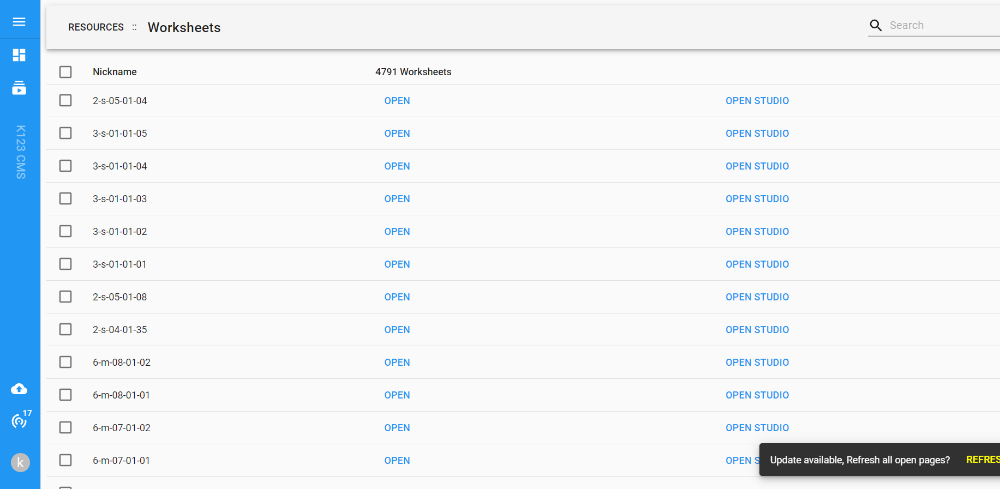 RESOURCES :: Worksheets
Search
Nickname 4791 Worksheets
2-s-05-01-04 OPEN OPEN STUDIO
3-s-01-01-05 OPEN OPEN STUDIO
3-s-01-01-04 OPEN OPEN STUDIO
3-s-01-01-03 OPEN OPEN STUDIO
3-s-01-01-02 OPEN OPEN STUDIO
3-s-01-01-01 OPEN OPEN STUDIO
2-s-05-01-08 OPEN OPEN STUDIO
2-s-04-01-35 OPEN OPEN STUDIO
6-m-08-01-02 OPEN OPEN STUDIO
6-m-08-01-01 OPEN OPEN STUDIO
6-m-07-01-02 OPEN OPEN STUDIO
6-m-07-01-01 OPEN OPEN S
Update available, Refresh all open pages? REFRES
K123 CMS
17
k